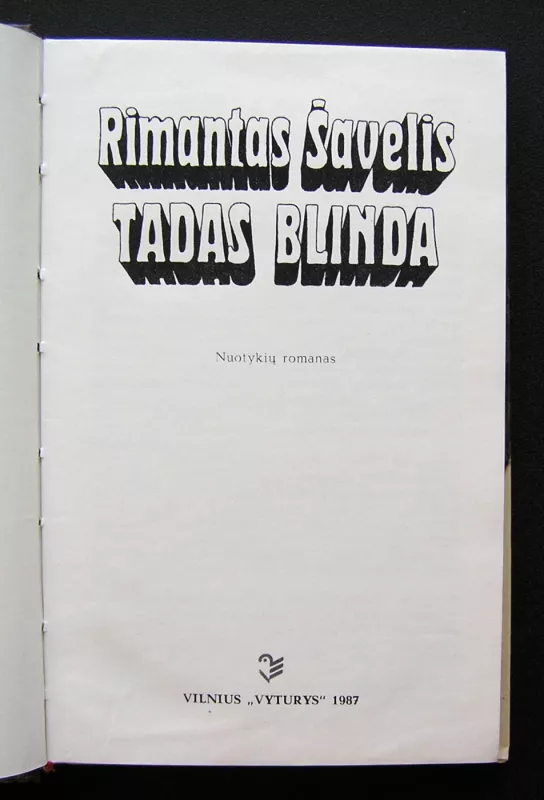 Rimantas Šavelis
TADAS BLINDA
Nuotykių romanas
VILNIUS „VYTURYS" 1987